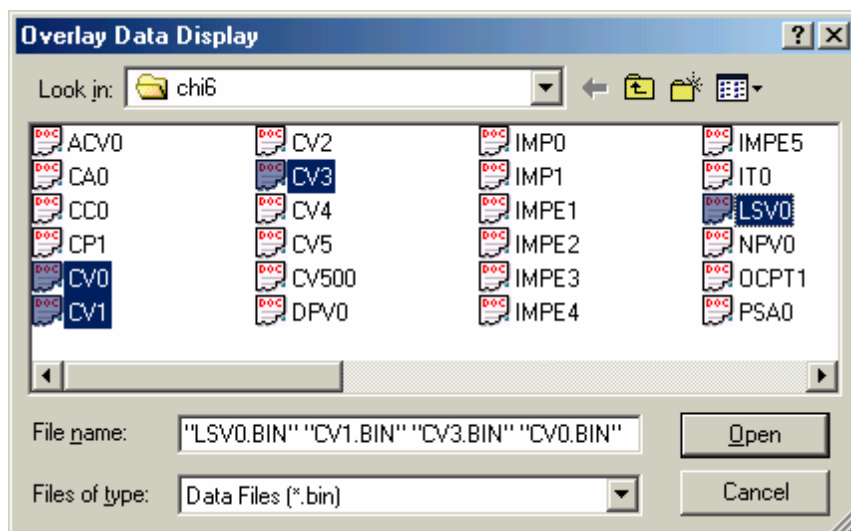 Overlay Data Display
Look in: chi6
ACV0 CV2 IMP0 IMPE5
CA0 CV3 IMP1 IT0
CC0 CV4 IMPE1 LSV0
CP1 CV5 IMPE2 NPV0
CV0 CV500 IMPE3 OCPT1
CV1 DPV0 IMPE4 PSA0
File name: "LSV0.BIN" "CV1.BIN" "CV3.BIN" "CV0.BIN" Open
Files of type: Data Files (*.bin) Cancel